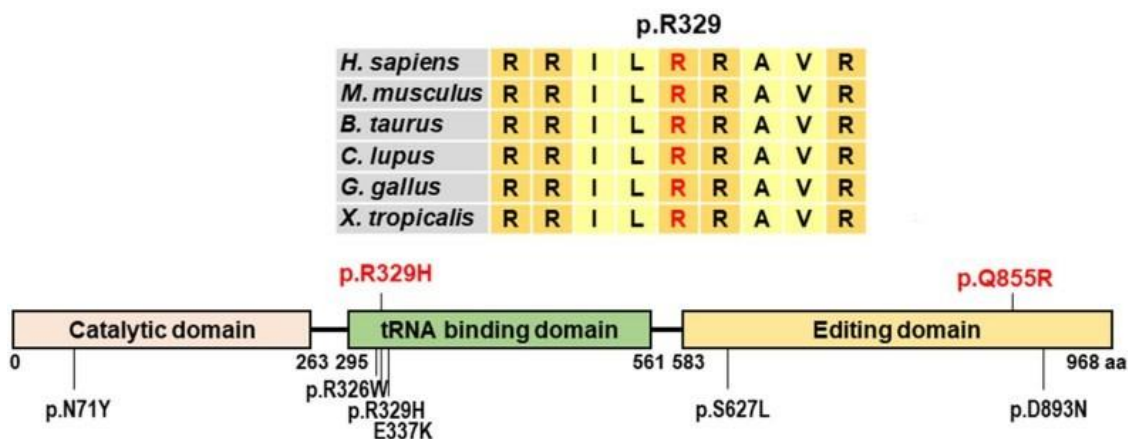 p.R329
H. sapiens R R I L R R A V R
M. musculus R R I L R R A V R
B. taurus R R I L R R A V R
C. lupus R R I L R R A V R
G. gallus R R I L R R A V R
X. tropicalis R R I L R R A V R
p.R329H p.Q855R
Catalytic domain tRNA binding domain Editing domain
0 263 295 561 583 968 aa
p.R326W
p.N71Y p.R329H p.S627L p.D893N
E337K